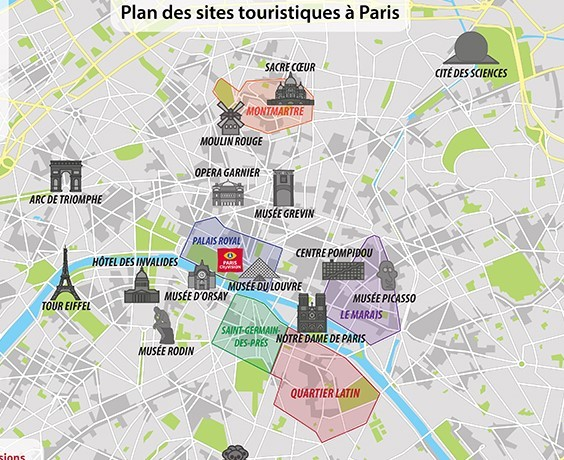 Plan des sites touristiques à Paris
CITÉ DES SCIENCES
SACRE CŒUR
MONTMARTRE
MOULIN ROUGE
OPERA GARNIER
ARC DE TRIOMPHE
MUSÉE GREVIN
PALAIS ROYAL
PARIS
CityVISION
HÔTEL DES INVALIDES
CENTRE POMPIDOU
MUSÉE D'ORSAY
MUSÉE DU LOUVRE
MUSÉE PICASSO
TOUR EIFFEL
LE MARAIS
SAINT-GERMAIN-
DES-PRÉS
NOTRE DAME DE PARIS
MUSÉE RODIN
QUARTIER LATIN